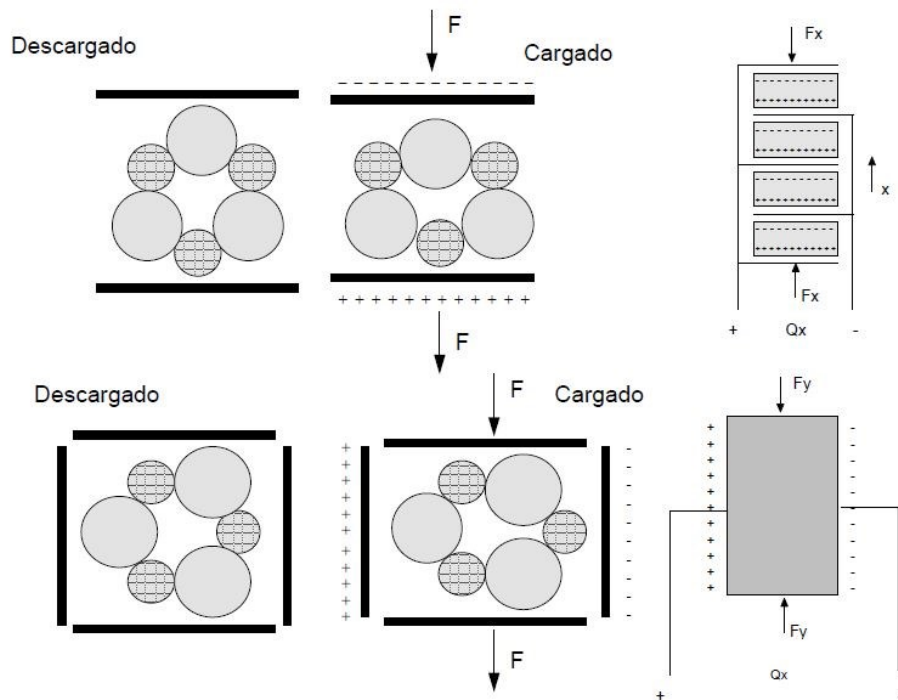 Descargado
F
Cargado
– – – – – – – – – – – –
+ + + + + + + + + + + +
F
Fx
x
Fx
+ Qx -
Descargado
F
Cargado
F
Fy
Fy
Qx
+